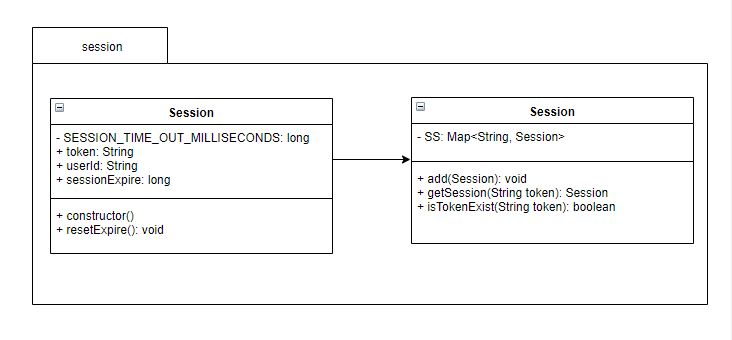 session
Session
- SESSION_TIME_OUT_MILLISECONDS: long
+ token: String
+ userId: String
+ sessionExpire: long
+ constructor()
+ resetExpire(): void
Session
- SS: Map<String, Session>
+ add(Session): void
+ getSession(String token): Session
+ isTokenExist(String token): boolean